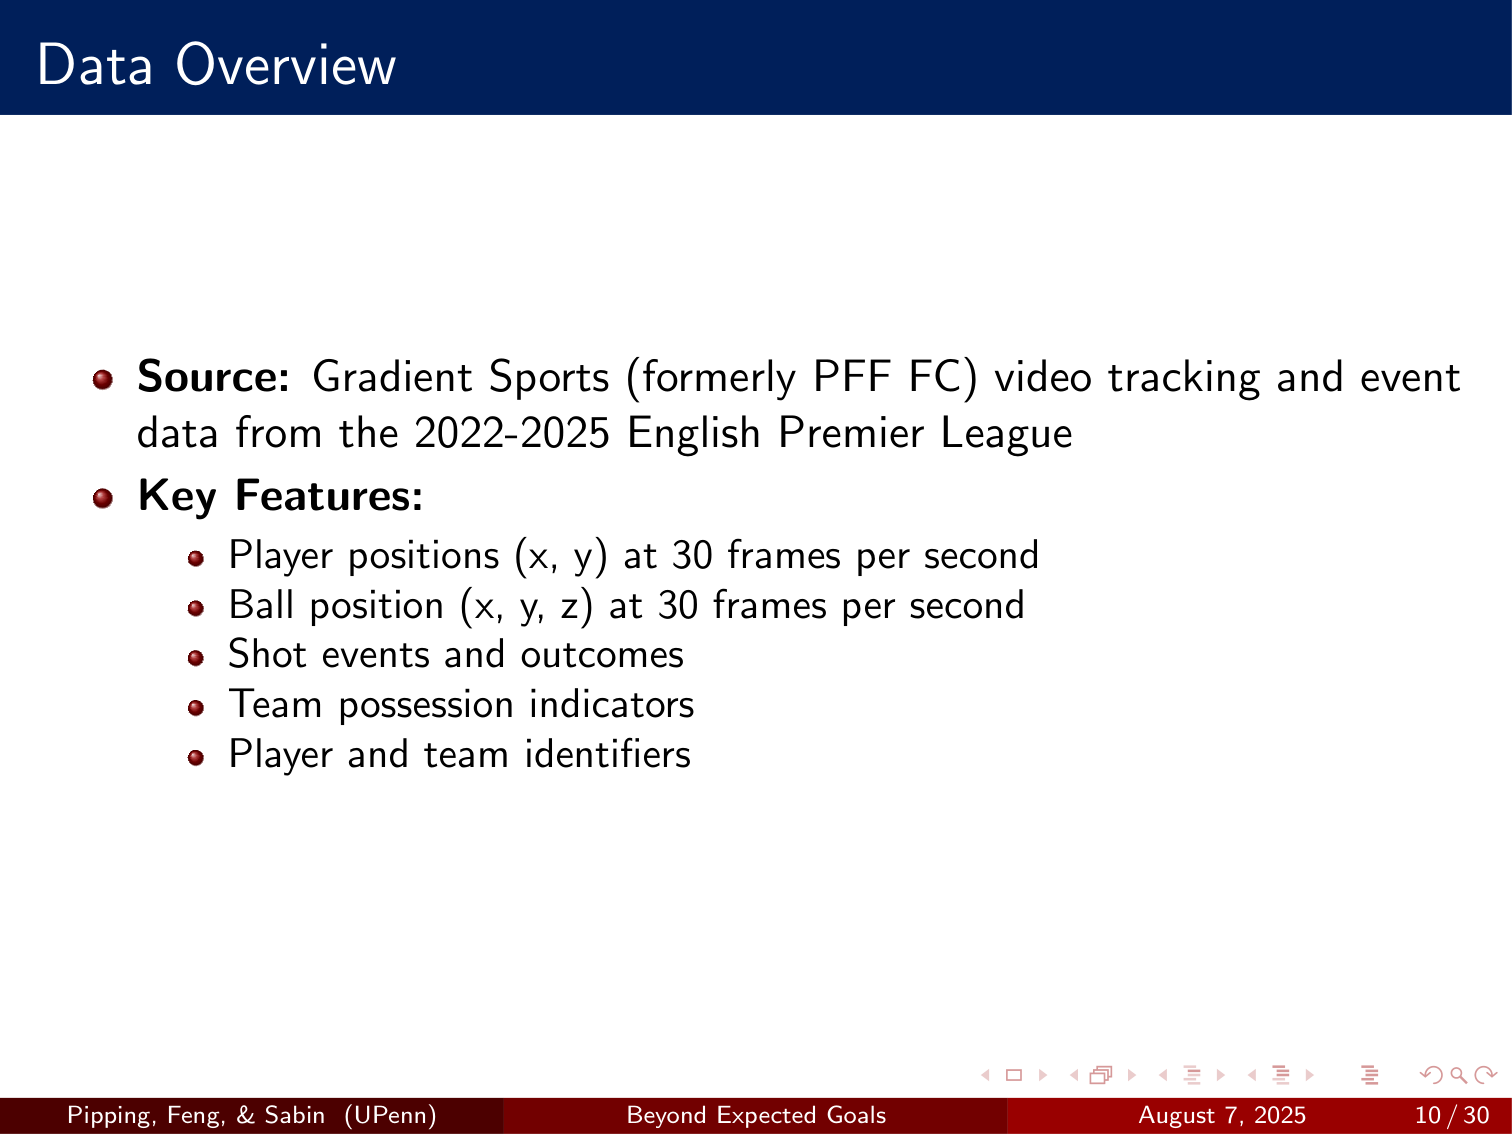 Data Overview
Source: Gradient Sports (formerly PFF FC) video tracking and event
data from the 2022-2025 English Premier League
Key Features:
Player positions (x, y) at 30 frames per second
Ball position (x, y, z) at 30 frames per second
Shot events and outcomes
Team possession indicators
Player and team identifiers
Pipping, Feng, & Sabin (UPenn)
Beyond Expected Goals
August 7, 2025
10 / 30